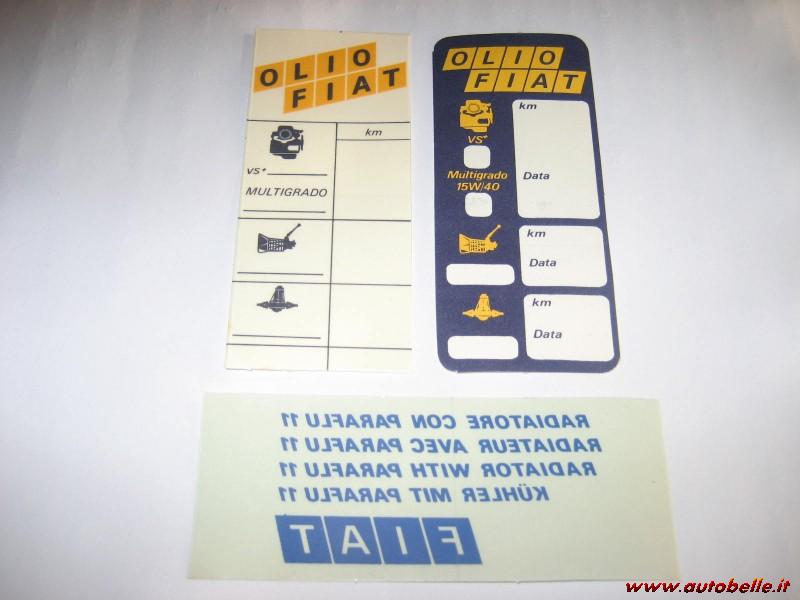 OLIO
FIAT
km
VS*
MULTIGRADO
OLIO
FIAT
km
VS*
Multigrado
15W/40
Data
km
Data
km
Data
RADIATORE CON PARAFLU 11
RADIATEUR AVEC PARAFLU 11
RADIATOR WITH PARAFLU 11
KÜHLER MIT PARAFLU 11
FIAT
www.autobelle.it